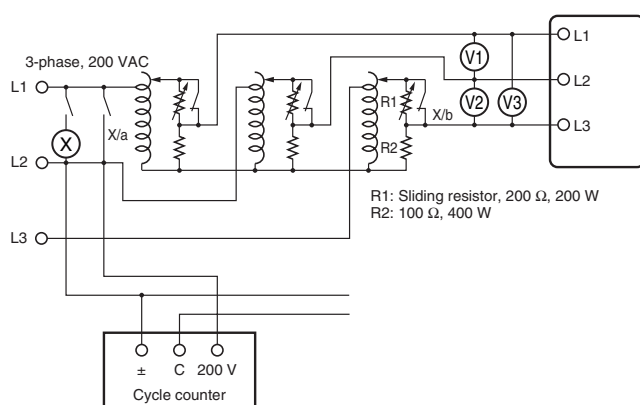 3-phase, 200 VAC
L1
L2
L3
X
X/a
R1
R2
X/b
V1
V2
V3
L1
L2
L3
R1: Sliding resistor, 200 Ω, 200 W
R2: 100 Ω, 400 W
± C 200 V
Cycle counter